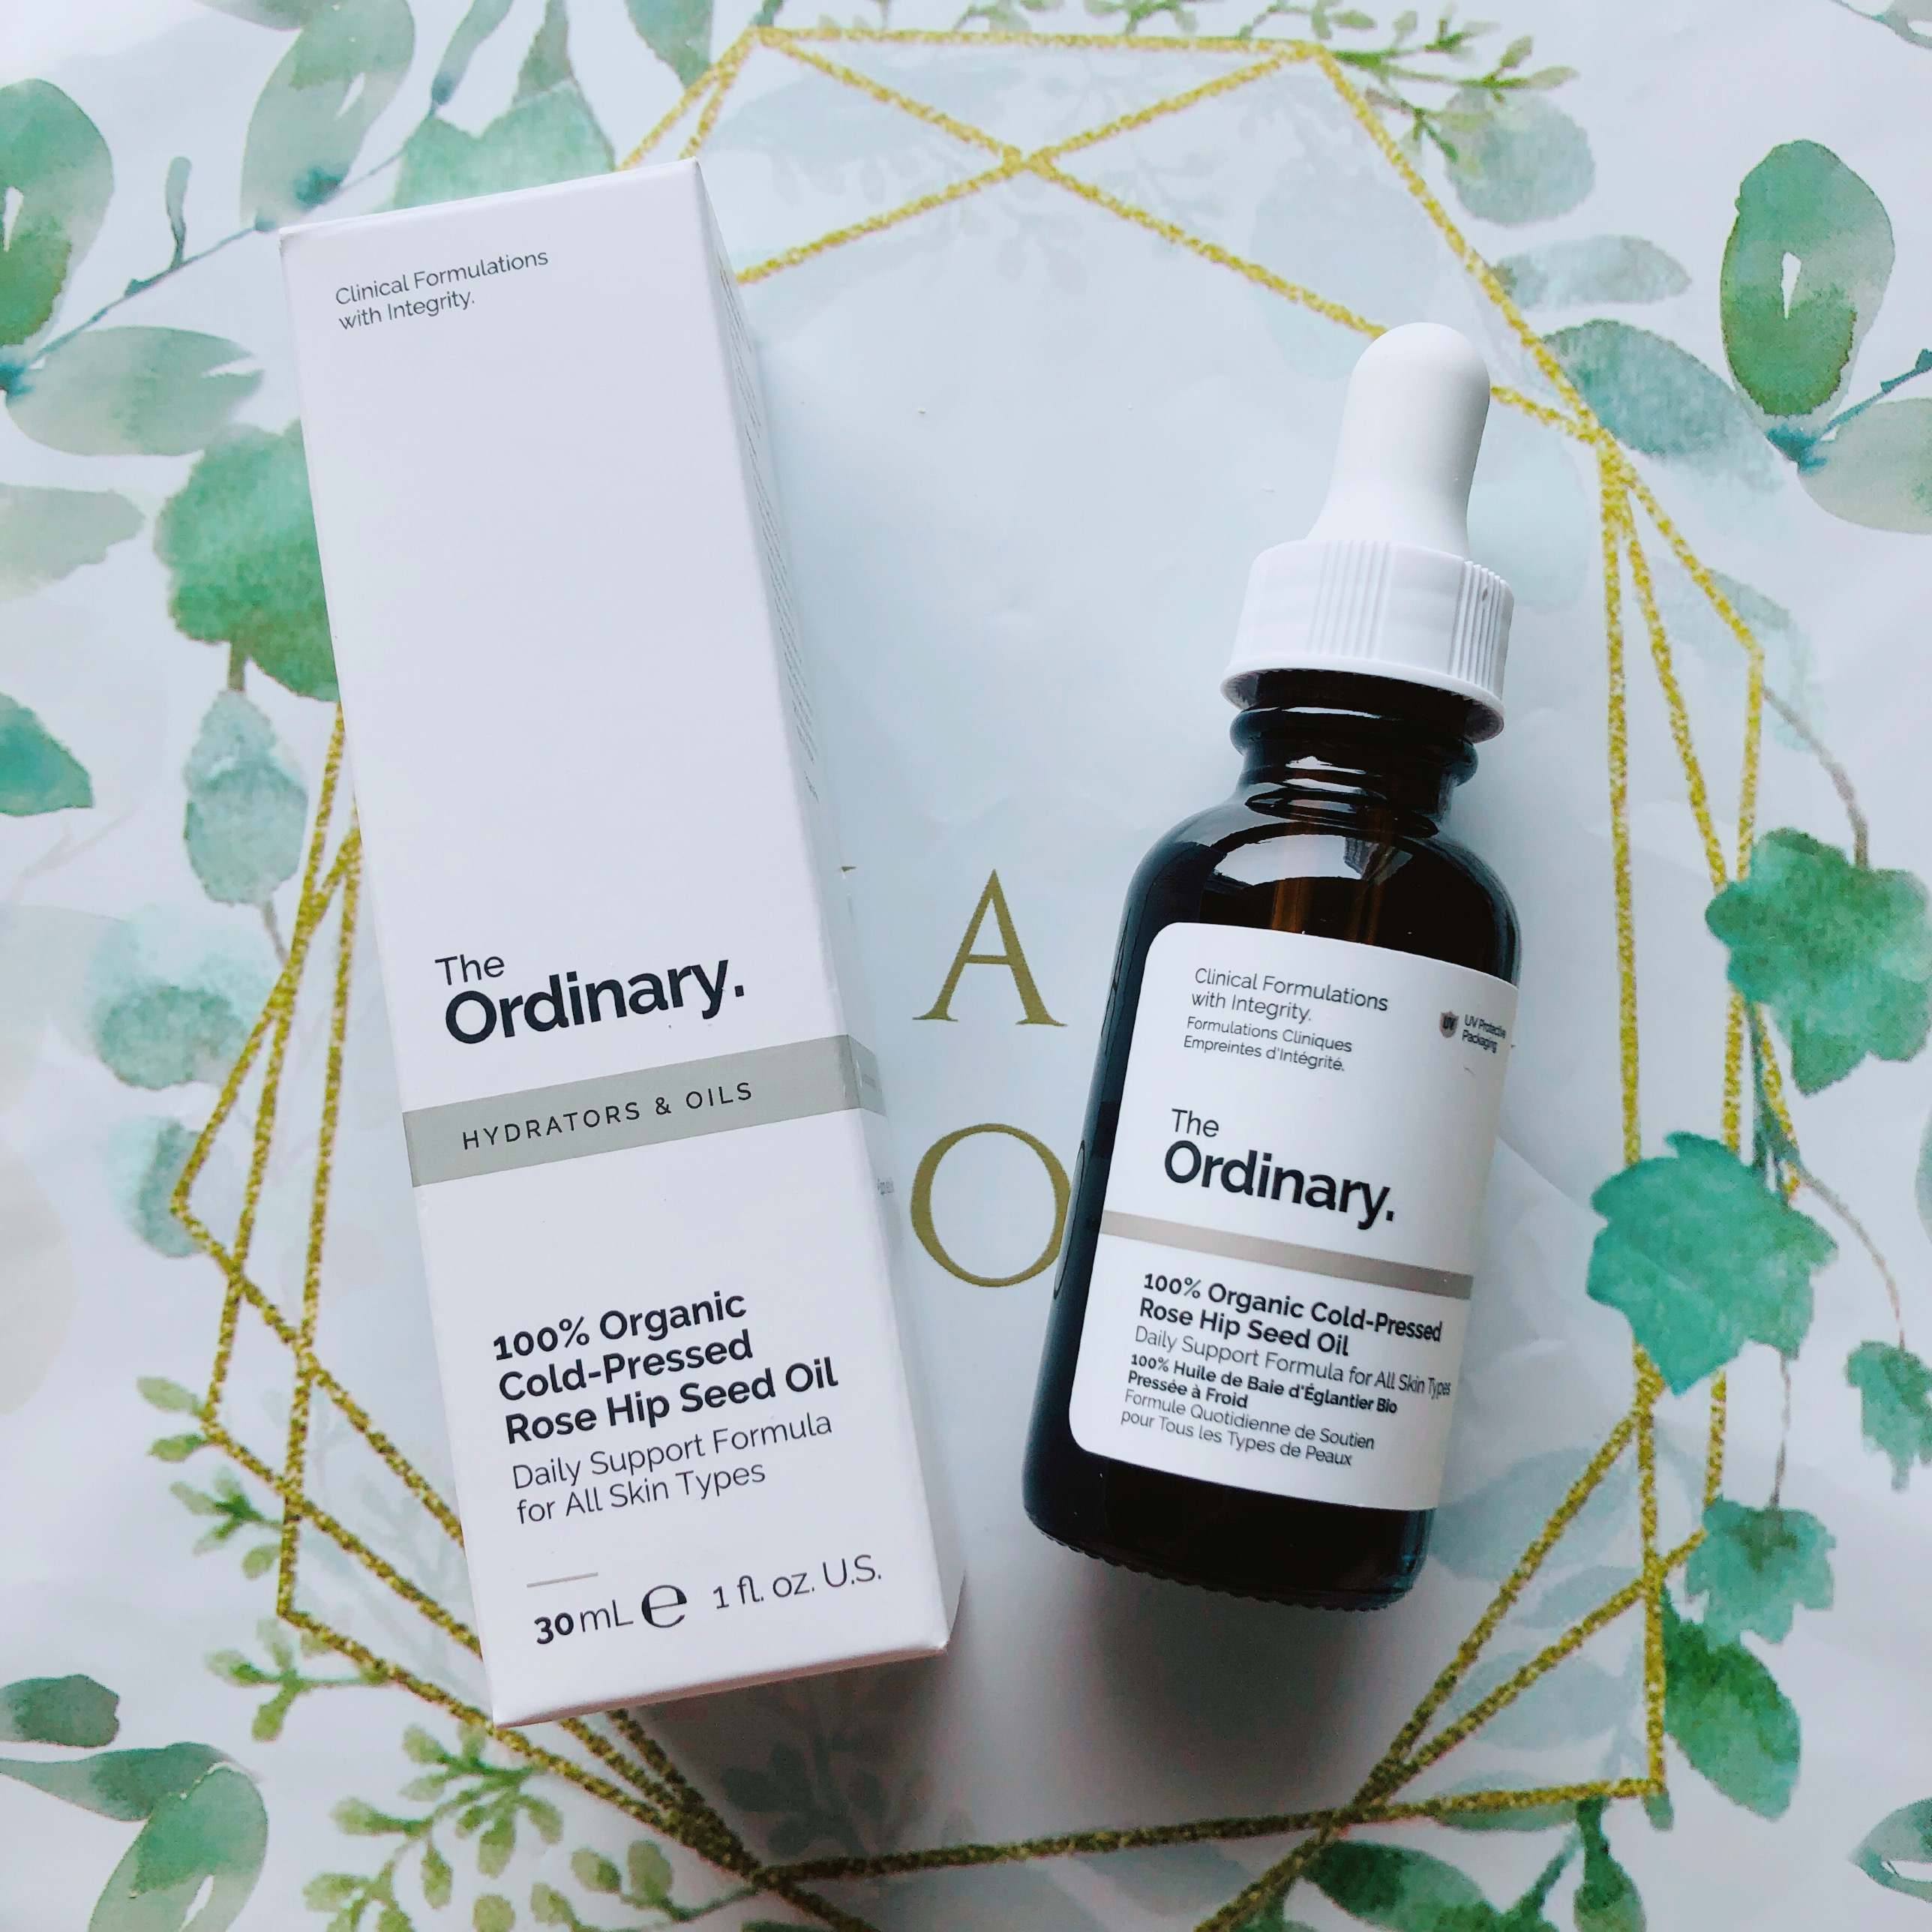 Clinical Formulations
with Integrity.
The
Ordinary.
HYDRATORS & OILS
100% Organic
Cold-Pressed
Rose Hip Seed Oil
Daily Support Formula
for All Skin Types
30 mL e 1 fl. oz. U.S.
A
O
Clinical Formulations
with Integrity.
Formulations Cliniques
Empreintes d'Intégrité.
UV
UV Protective
Packaging
The
Ordinary.
100% Organic Cold-Pressed
Rose Hip Seed Oil
Daily Support Formula for All Skin Types
100% Huile de Baie d'Églantier Bio
Pressée à Froid
Formule Quotidienne de Soutien
pour Tous les Types de Peaux